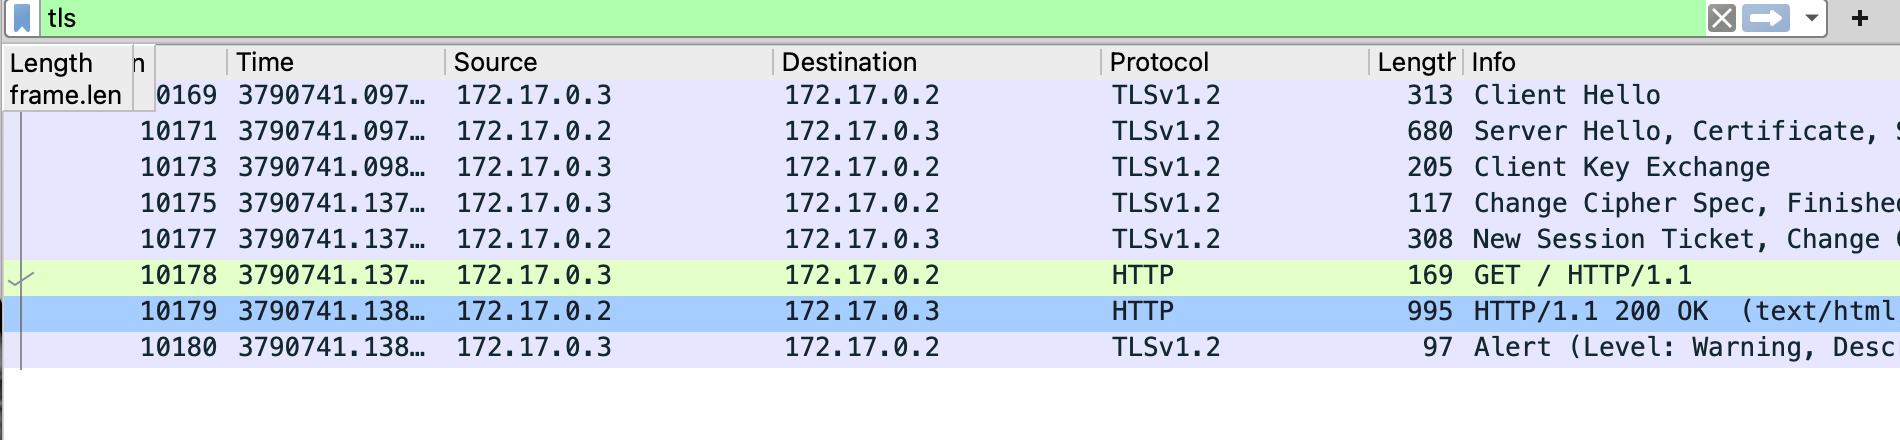 tls
+
Length n Time Source Destination Protocol Length Info
frame.len
0169 3790741.097… 172.17.0.3 172.17.0.2 TLSv1.2 313 Client Hello
10171 3790741.097… 172.17.0.2 172.17.0.3 TLSv1.2 680 Server Hello, Certificate,
10173 3790741.098… 172.17.0.3 172.17.0.2 TLSv1.2 205 Client Key Exchange
10175 3790741.137… 172.17.0.3 172.17.0.2 TLSv1.2 117 Change Cipher Spec, Finished
10177 3790741.137… 172.17.0.2 172.17.0.3 TLSv1.2 308 New Session Ticket, Change
10178 3790741.137… 172.17.0.3 172.17.0.2 HTTP 169 GET / HTTP/1.1
10179 3790741.138… 172.17.0.2 172.17.0.3 HTTP 995 HTTP/1.1 200 OK (text/html
10180 3790741.138… 172.17.0.3 172.17.0.2 TLSv1.2 97 Alert (Level: Warning, Desc